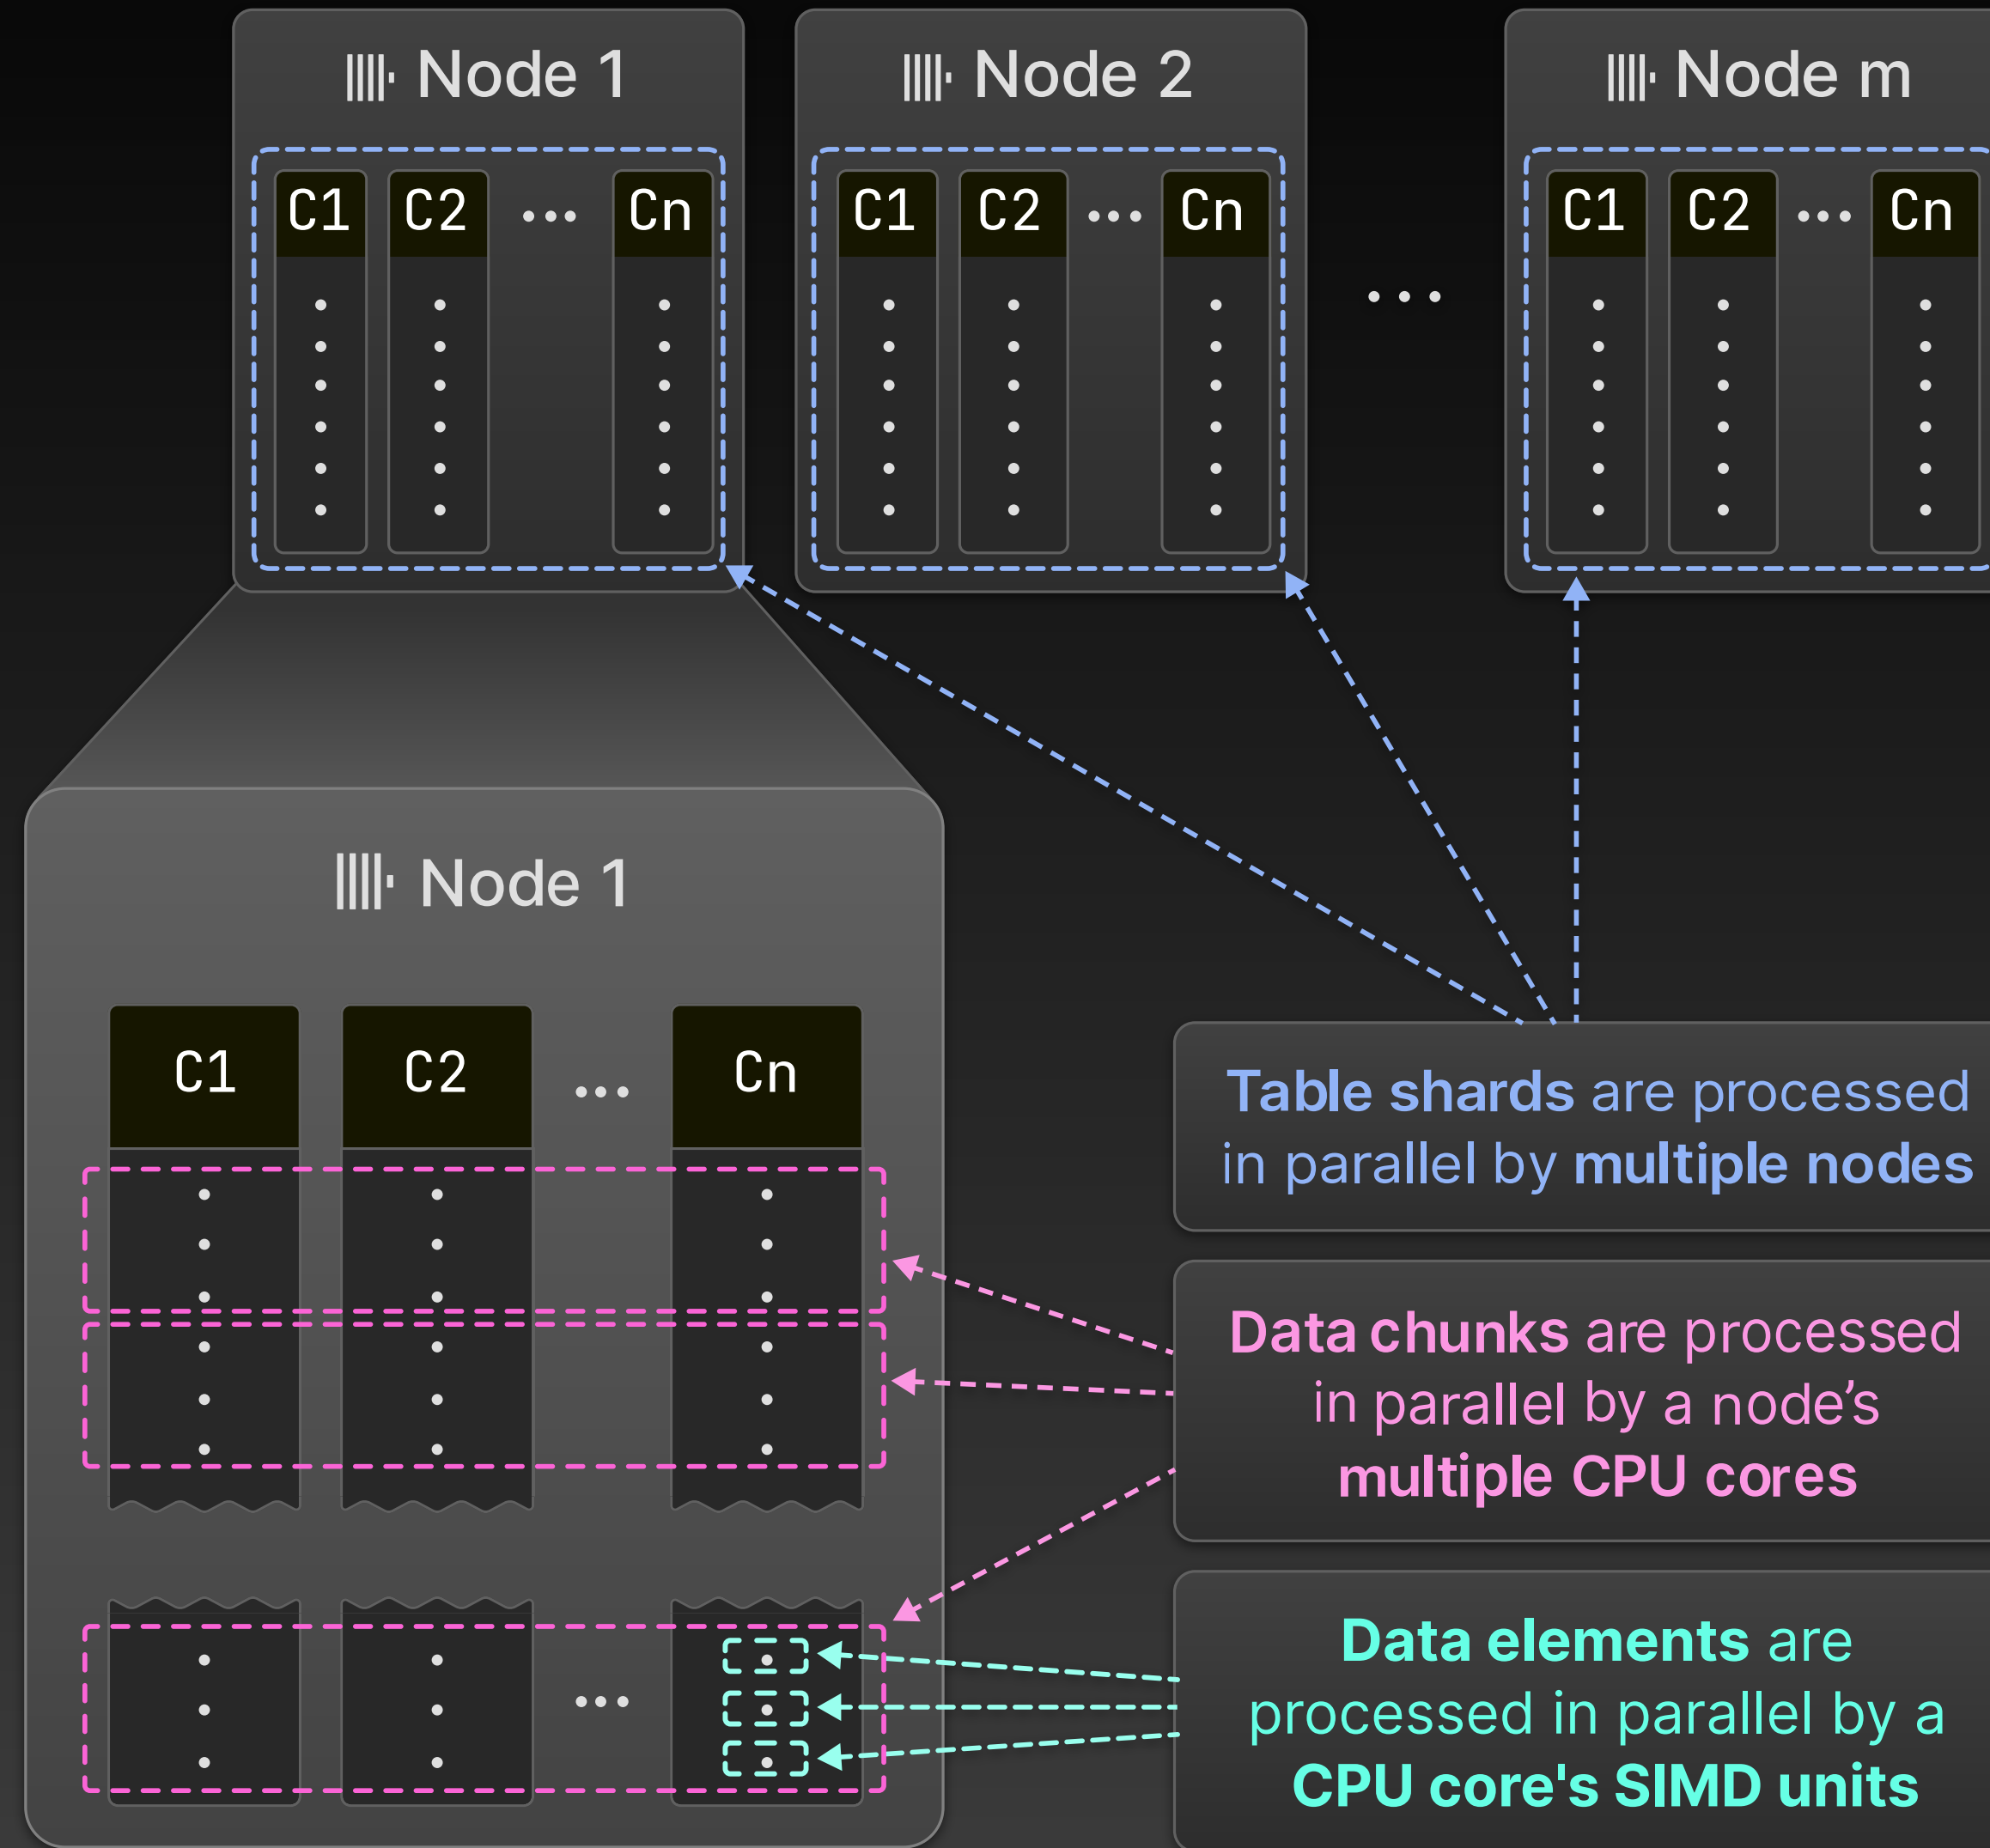 Node 1
Node 2
Node m
C1 C2 ••• Cn
C1 C2 ••• Cn
C1 C2 ••• Cn
•••
Node 1
C1 C2 ••• Cn
Table shards are processed
in parallel by multiple nodes
Data chunks are processed
in parallel by a node’s
multiple CPU cores
•••
Data elements are
processed in parallel by a
CPU core's SIMD units